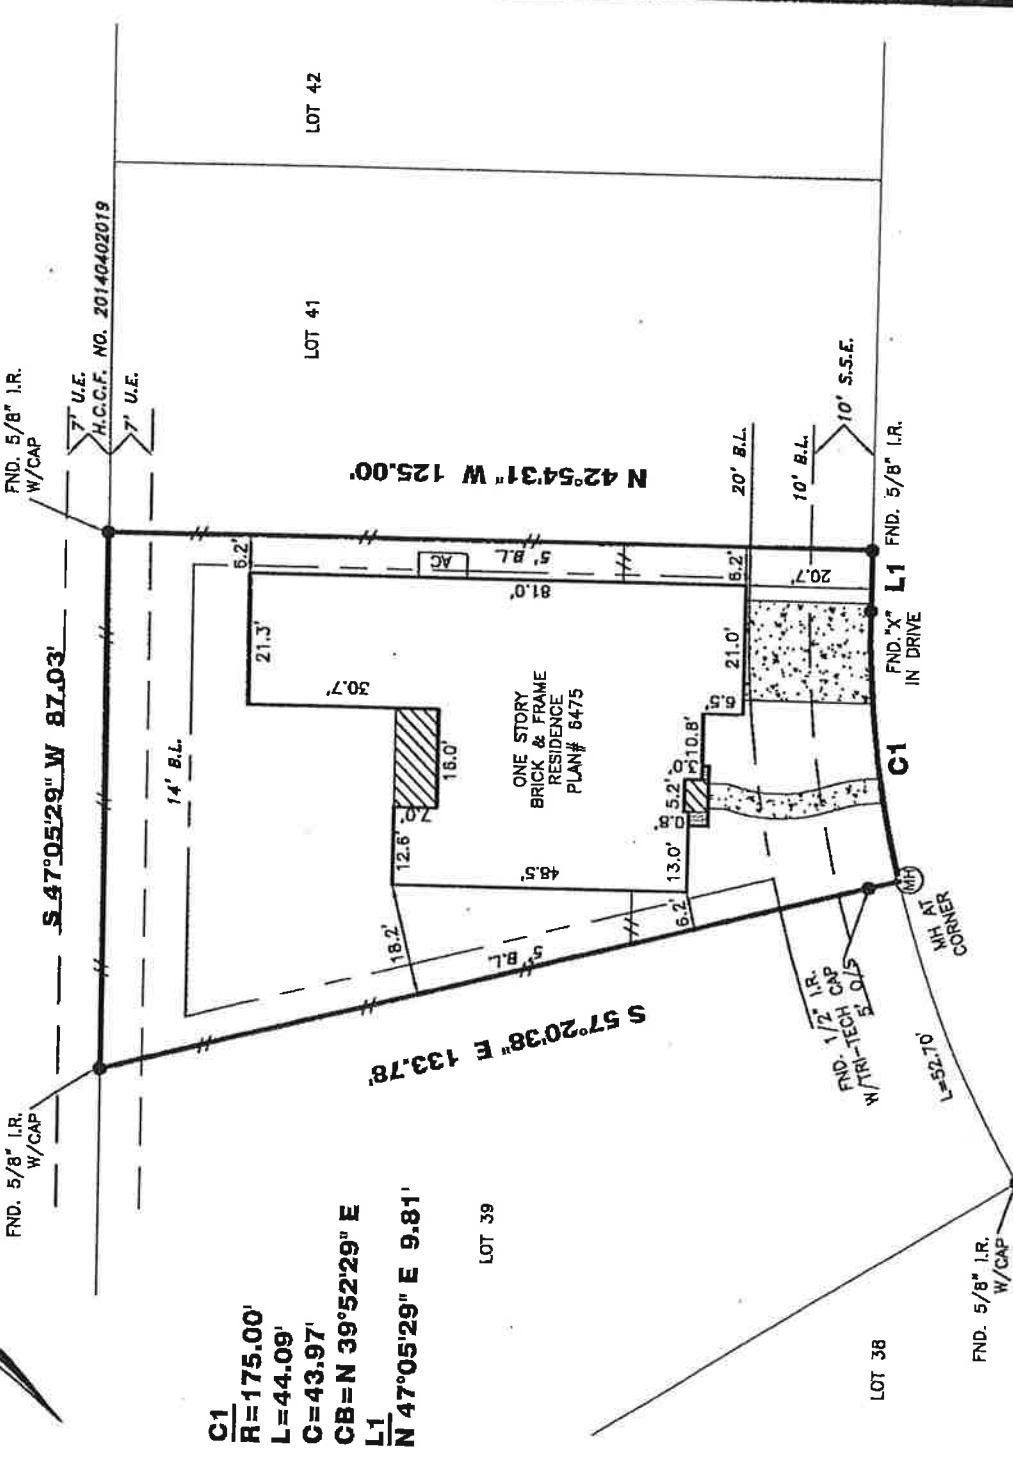 FND. 5/8" I.R.
W/CAP
S 47°05'29" W 87.03'
FND. 5/8" I.R.
W/CAP
7' U.E.
H.C.C.F. NO. 20140402019
7' U.E.
LOT 42
LOT 41
14' B.L.
N 42°54'31" W 125.00'
6.2'
21.3'
30.7'
AC
5' B.L.
81.0'
16.0'
7.0'
12.6'
ONE STORY
BRICK & FRAME
RESIDENCE
PLAN# 6475
48.5'
18.2'
5' B.L.
S 57°20'38" E 133.78'
6.2'
21.0'
6.5'
10.8'
3.0'
5.2'
0.8'
13.0'
6.2'
20' B.L.
10' B.L.
10' S.S.E.
20.7'
FND. 5/8" I.R.
L1
FND."X"
IN DRIVE
C1
MH
MH AT
CORNER
FND. 1/2" I.R.
W/TRI-TECH CAP
5' O/S
L=52.70'
C1
R=175.00'
L=44.09'
C=43.97'
CB=N 39°52'29" E
L1
N 47°05'29" E 9.81'
LOT 39
LOT 38
FND. 5/8" I.R.
W/CAP